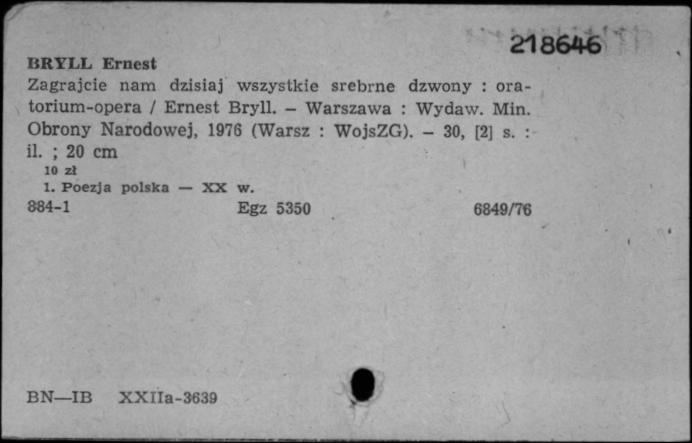 218646
BRYLL Ernest
Zagrajcie nam dzisiaj wszystkie srebrne dzwony : ora-
torium-opera / Ernest Bryll. — Warszawa : Wydaw. Min.
Obrony Narodowej, 1976 (Warsz : WojsZG). — 30, [2] s. :
il. ; 20 cm
10 zł
1. Poezja polska — XX w.
884-1 Egz 5350 6849/76
BN—IB XXIIa-3639